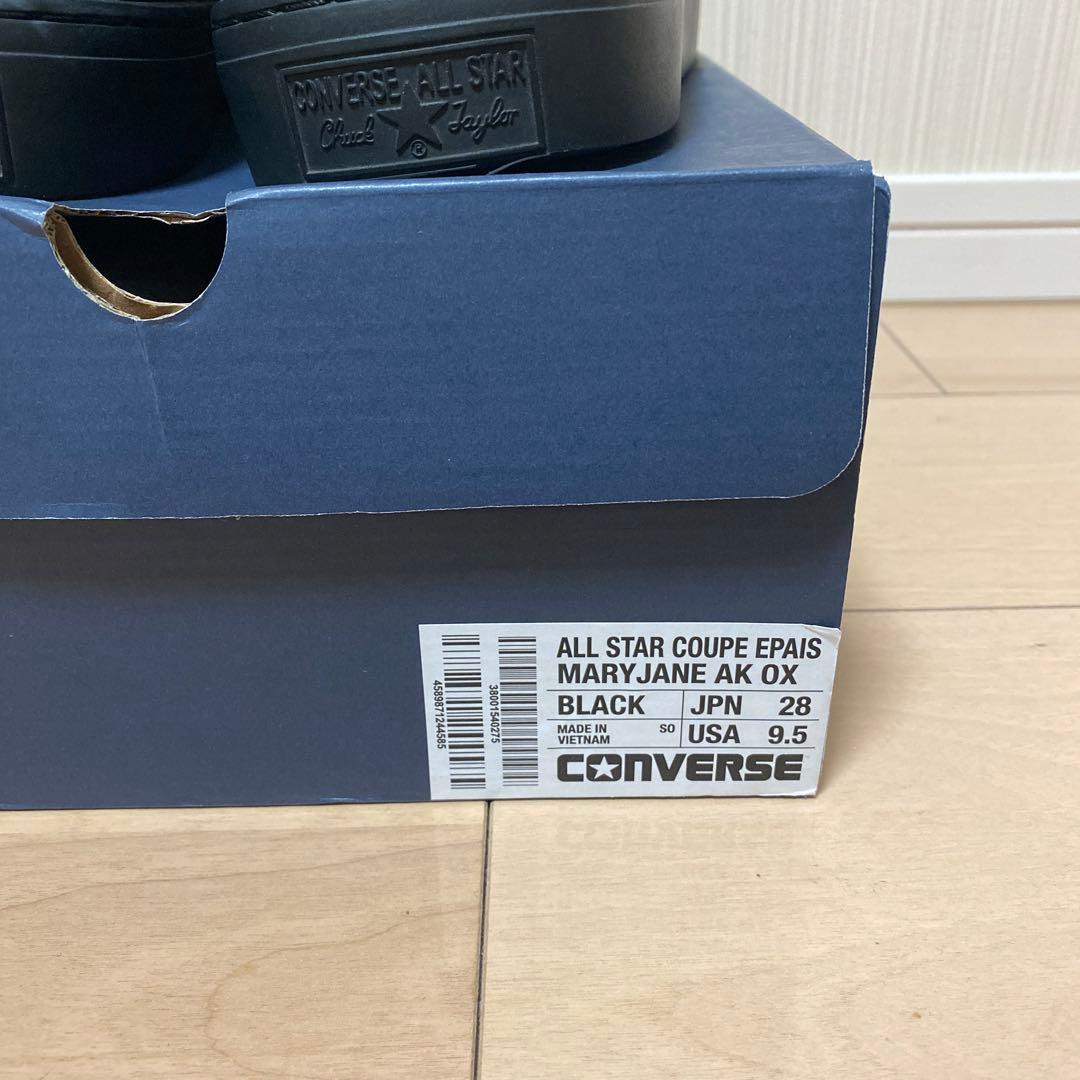 CONVERSE ALL STAR
Chuck Taylor
®
ALL STAR COUPE EPAIS
MARYJANE AK OX
BLACK JPN 28
MADE IN VIETNAM SO USA 9.5
CONVERSE
4589871244585
38001540275